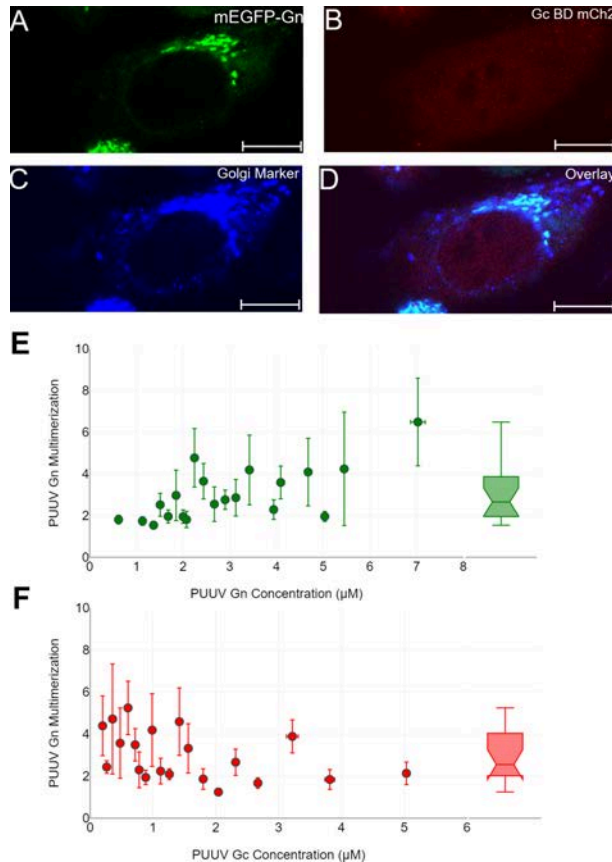 A
mEGFP-Gn
B
Gc BD mCh2
C
Golgi Marker
D
Overlay
E
10
8
6
4
2
0
PUUV Gn Multimerization
0 1 2 3 4 5 6 7 8
PUUV Gn Concentration (µM)
F
10
8
6
4
2
0
PUUV Gn Multimerization
0 1 2 3 4 5 6
PUUV Gc Concentration (µM)